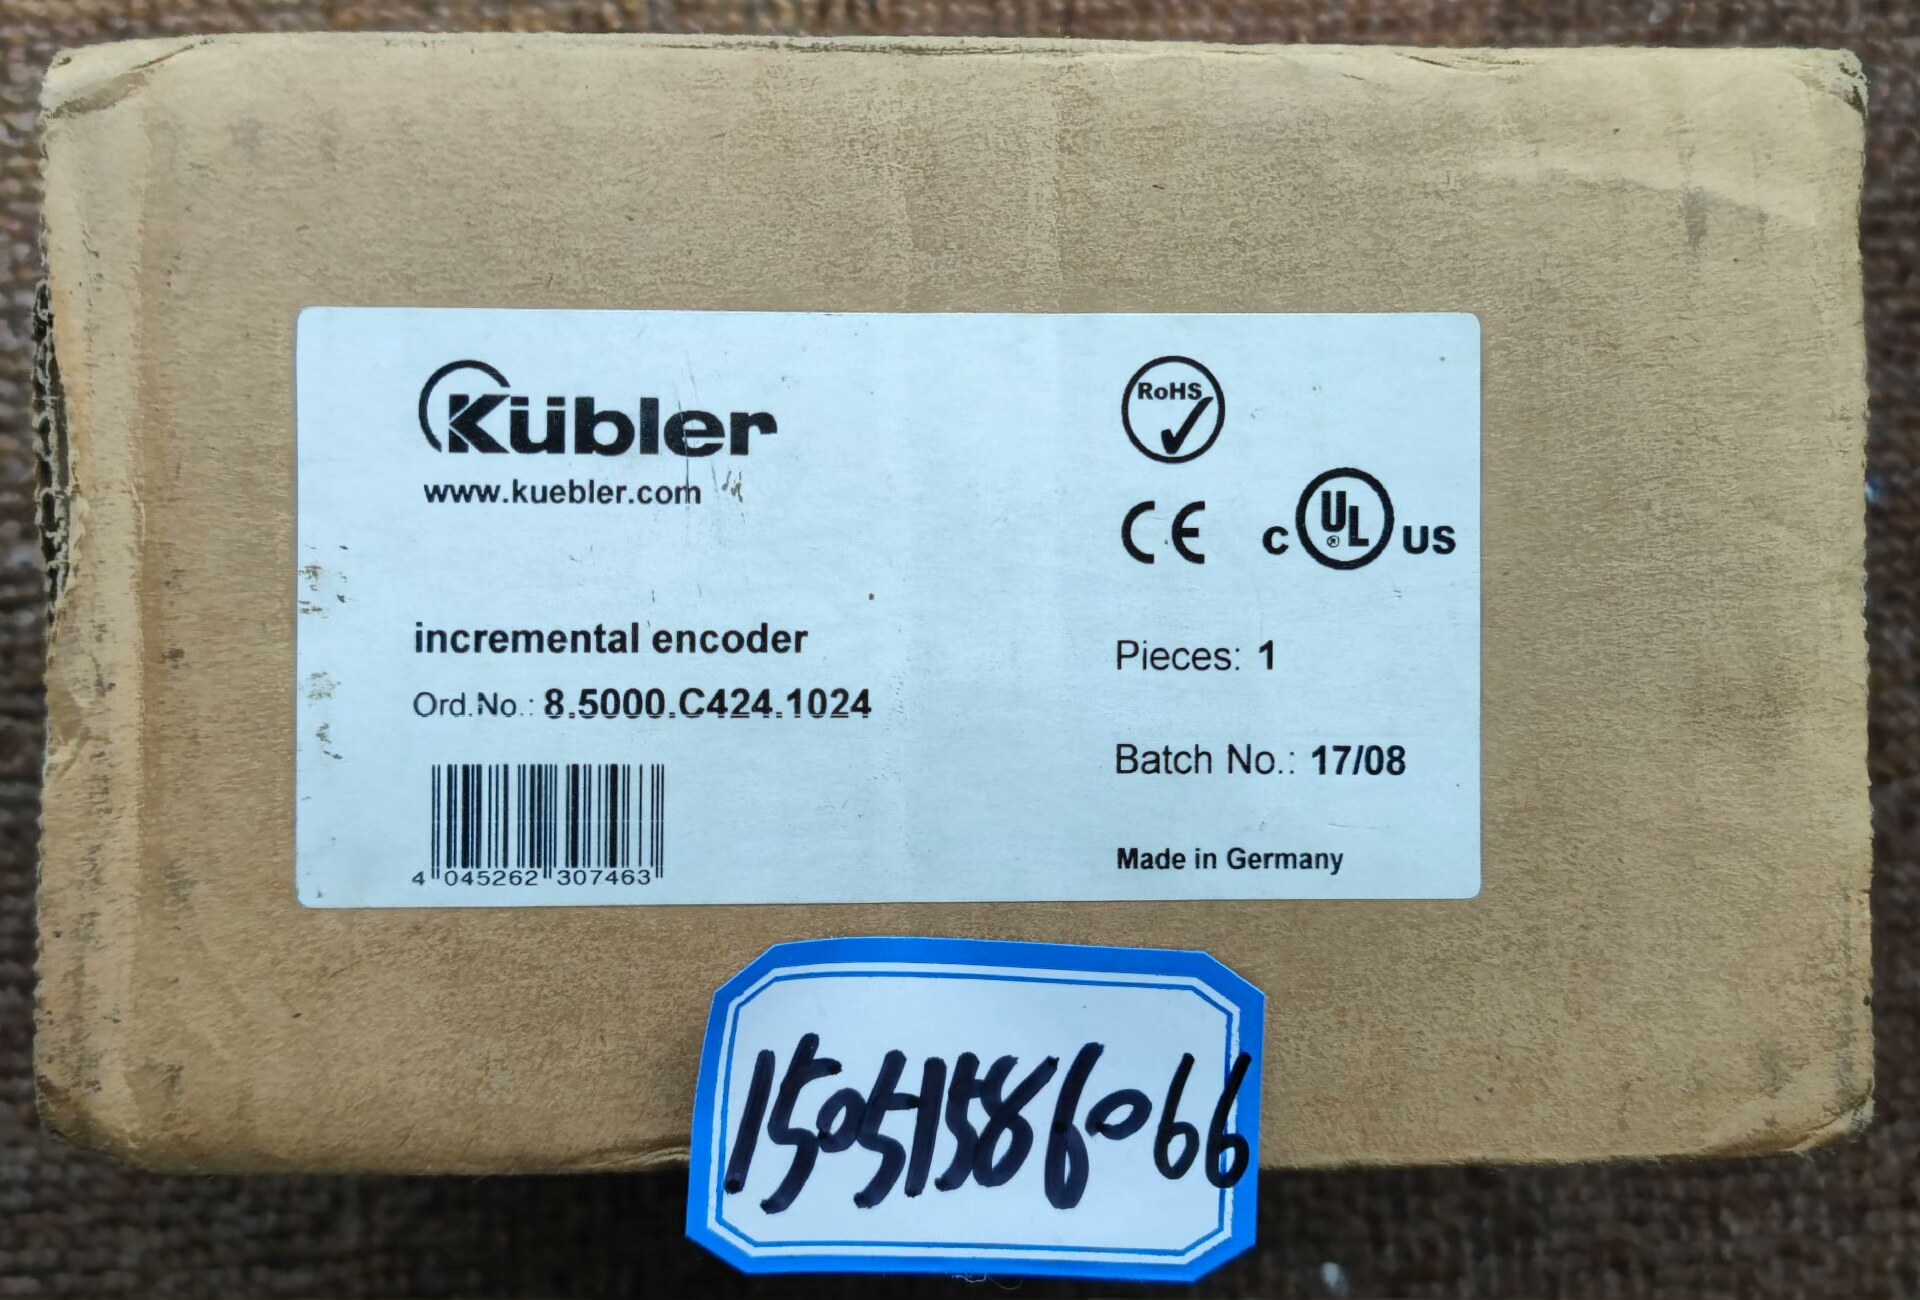 Kübler
www.kuebler.com
RoHS
CE
c UL US
incremental encoder
Ord.No.: 8.5000.C424.1024
Pieces: 1
Batch No.: 17/08
4 045262 307463
Made in Germany
15051586066